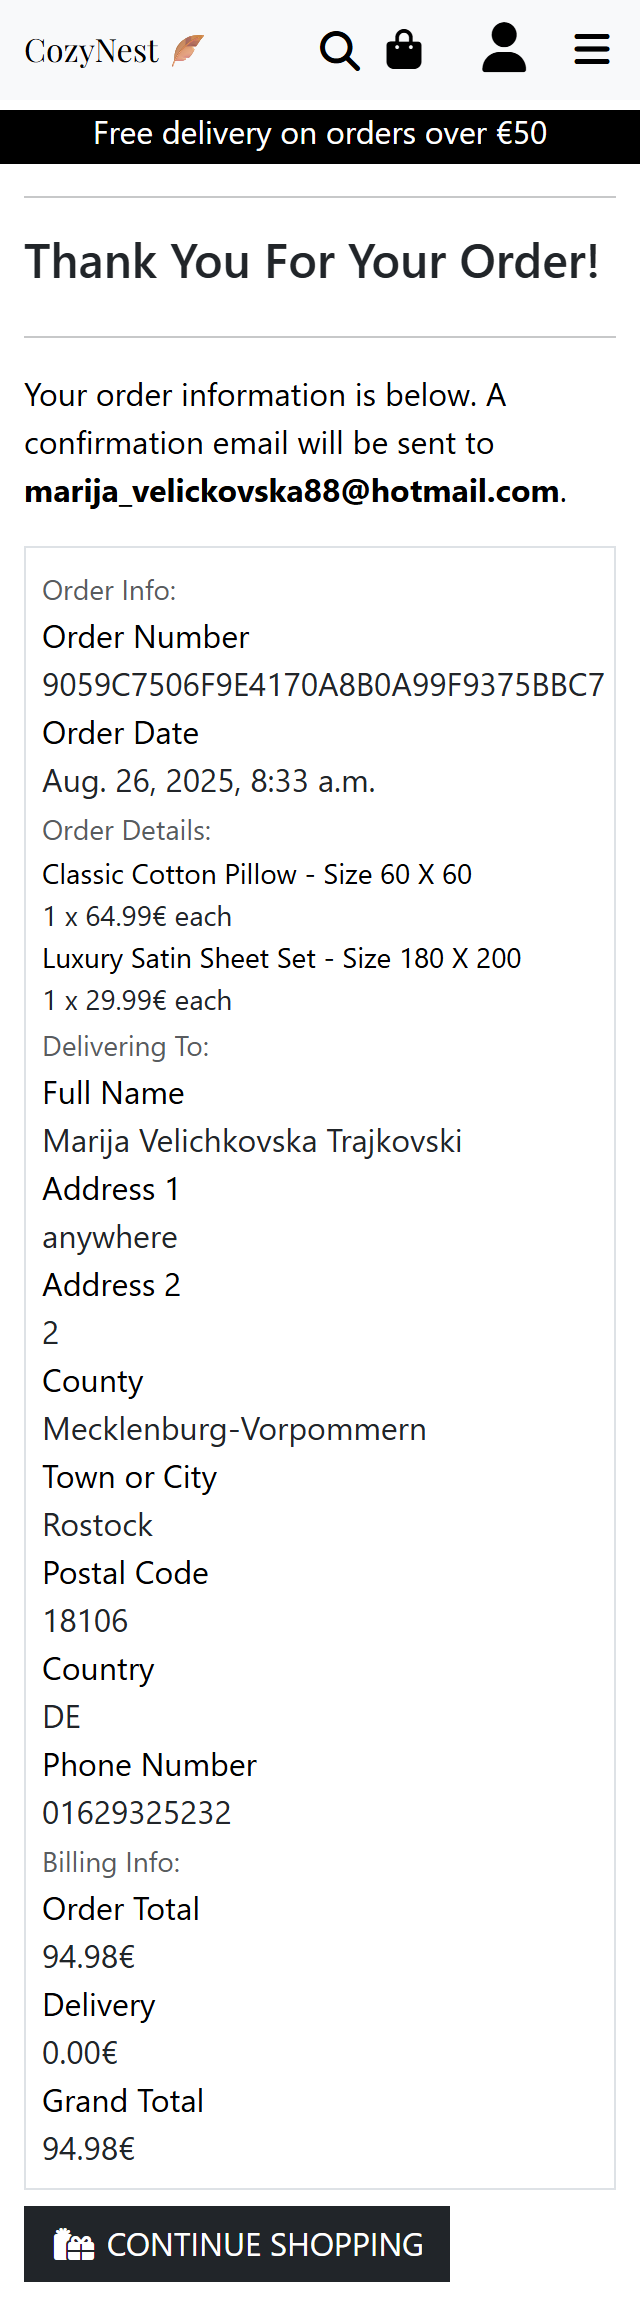 CozyNest
Free delivery on orders over €50
Thank You For Your Order!
Your order information is below. A
confirmation email will be sent to
marija_velickovska88@hotmail.com.
Order Info:
Order Number
9059C7506F9E4170A8B0A99F9375BBC7
Order Date
Aug. 26, 2025, 8:33 a.m.
Order Details:
Classic Cotton Pillow - Size 60 X 60
1 x 64.99€ each
Luxury Satin Sheet Set - Size 180 X 200
1 x 29.99€ each
Delivering To:
Full Name
Marija Velichkovska Trajkovski
Address 1
anywhere
Address 2
2
County
Mecklenburg-Vorpommern
Town or City
Rostock
Postal Code
18106
Country
DE
Phone Number
01629325232
Billing Info:
Order Total
94.98€
Delivery
0.00€
Grand Total
94.98€
CONTINUE SHOPPING